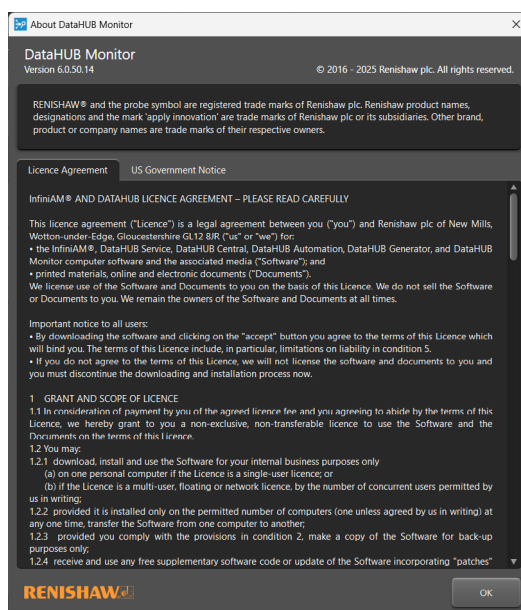 About DataHUB Monitor
DataHUB Monitor
Version 6.0.50.14
© 2016 - 2025 Renishaw plc. All rights reserved.
RENISHAW® and the probe symbol are registered trade marks of Renishaw plc. Renishaw product names,
designations and the mark 'apply innovation' are trade marks of Renishaw plc or its subsidiaries. Other brand,
product or company names are trade marks of their respective owners.
Licence Agreement
US Government Notice
InfiniAM® AND DATAHUB LICENCE AGREEMENT – PLEASE READ CAREFULLY
This licence agreement ("Licence") is a legal agreement between you ("you") and Renishaw plc of New Mills,
Wotton-under-Edge, Gloucestershire GL12 8JR ("us" or "we") for:
• the InfiniAM®, DataHUB Service, DataHUB Central, DataHUB Automation, DataHUB Generator, and DataHUB
Monitor computer software and the associated media ("Software"); and
• printed materials, online and electronic documents ("Documents").
We license use of the Software and Documents to you on the basis of this Licence. We do not sell the Software
or Documents to you. We remain the owners of the Software and Documents at all times.
Important notice to all users:
• By downloading the software and clicking on the "accept" button you agree to the terms of this Licence which
will bind you. The terms of this Licence include, in particular, limitations on liability in condition 5.
• If you do not agree to the terms of this Licence, we will not license the software and documents to you and
you must discontinue the downloading and installation process now.
1 GRANT AND SCOPE OF LICENCE
1.1 In consideration of payment by you of the agreed licence fee and you agreeing to abide by the terms of this
Licence, we hereby grant to you a non-exclusive, non-transferable licence to use the Software and the
Documents on the terms of this Licence.
1.2 You may:
1.2.1 download, install and use the Software for your internal business purposes only
(a) on one personal computer if the Licence is a single-user licence; or
(b) if the Licence is a multi-user, floating or network licence, by the number of concurrent users permitted by
us in writing;
1.2.2 provided it is installed only on the permitted number of computers (one unless agreed by us in writing) at
any one time, transfer the Software from one computer to another;
1.2.3 provided you comply with the provisions in condition 2, make a copy of the Software for back-up
purposes only;
1.2.4 receive and use any free supplementary software code or update of the Software incorporating "patches"
RENISHAW
OK